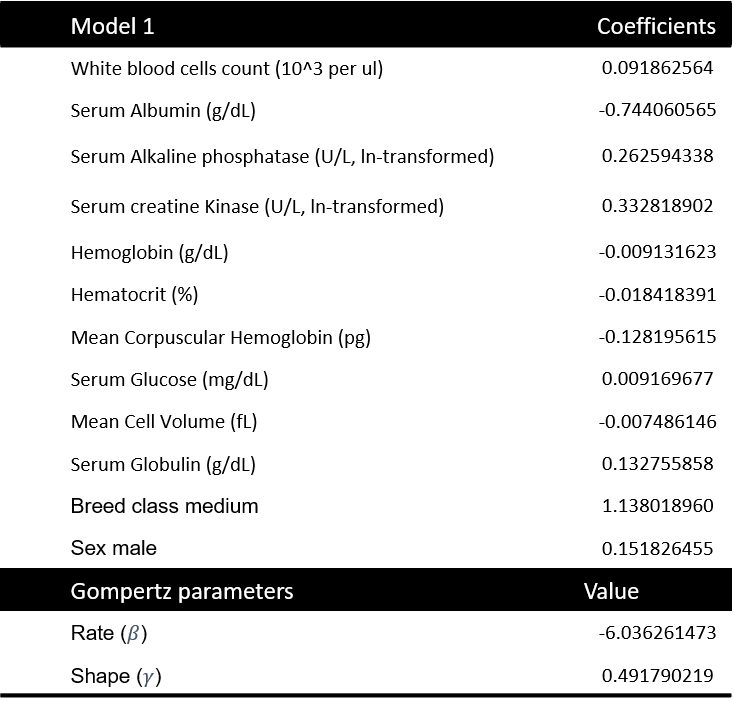 Model 1 Coefficients
White blood cells count (10^3 per ul) 0.091862564
Serum Albumin (g/dL) -0.744060565
Serum Alkaline phosphatase (U/L, ln-transformed) 0.262594338
Serum creatine Kinase (U/L, ln-transformed) 0.332818902
Hemoglobin (g/dL) -0.009131623
Hematocrit (%) -0.018418391
Mean Corpuscular Hemoglobin (pg) -0.128195615
Serum Glucose (mg/dL) 0.009169677
Mean Cell Volume (fL) -0.007486146
Serum Globulin (g/dL) 0.132755858
Breed class medium 1.138018960
Sex male 0.151826455
Gompertz parameters Value
Rate (β) -6.036261473
Shape (γ) 0.491790219